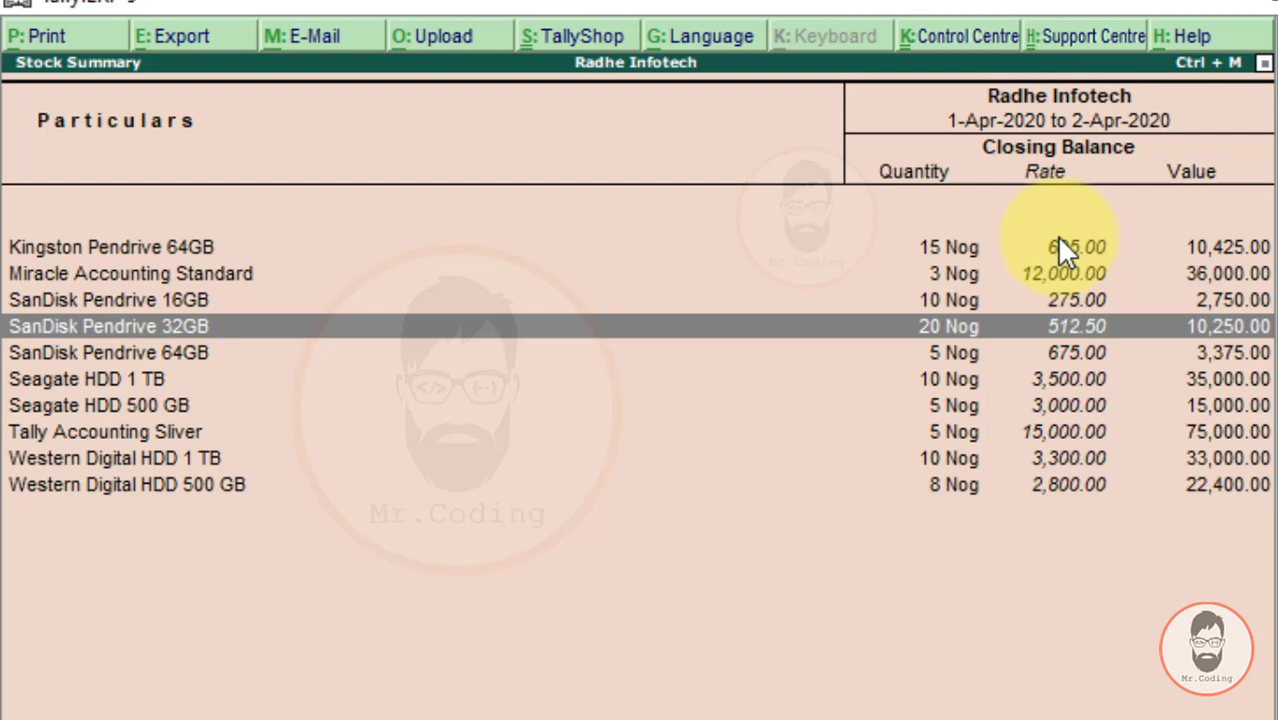 P: Print E: Export M: E-Mail O: Upload S: TallyShop G: Language K: Keyboard K: Control Centre H: Support Centre H: Help
Stock Summary Radhe Infotech Ctrl + M
Radhe Infotech
Particulars 1-Apr-2020 to 2-Apr-2020
Closing Balance
Quantity Rate Value
Kingston Pendrive 64GB 15 Nog 10,425.00
Miracle Accounting Standard 3 Nog 12,000.00 36,000.00
SanDisk Pendrive 16GB 10 Nog 275.00 2,750.00
SanDisk Pendrive 32GB 20 Nog 512.50 10,250.00
SanDisk Pendrive 64GB 5 Nog 675.00 3,375.00
Seagate HDD 1 TB 10 Nog 3,500.00 35,000.00
Seagate HDD 500 GB 5 Nog 3,000.00 15,000.00
Tally Accounting Sliver 5 Nog 15,000.00 75,000.00
Western Digital HDD 1 TB 10 Nog 3,300.00 33,000.00
Western Digital HDD 500 GB 8 Nog 2,800.00 22,400.00
Mr.Coding
Mr.Coding
Mr.Coding